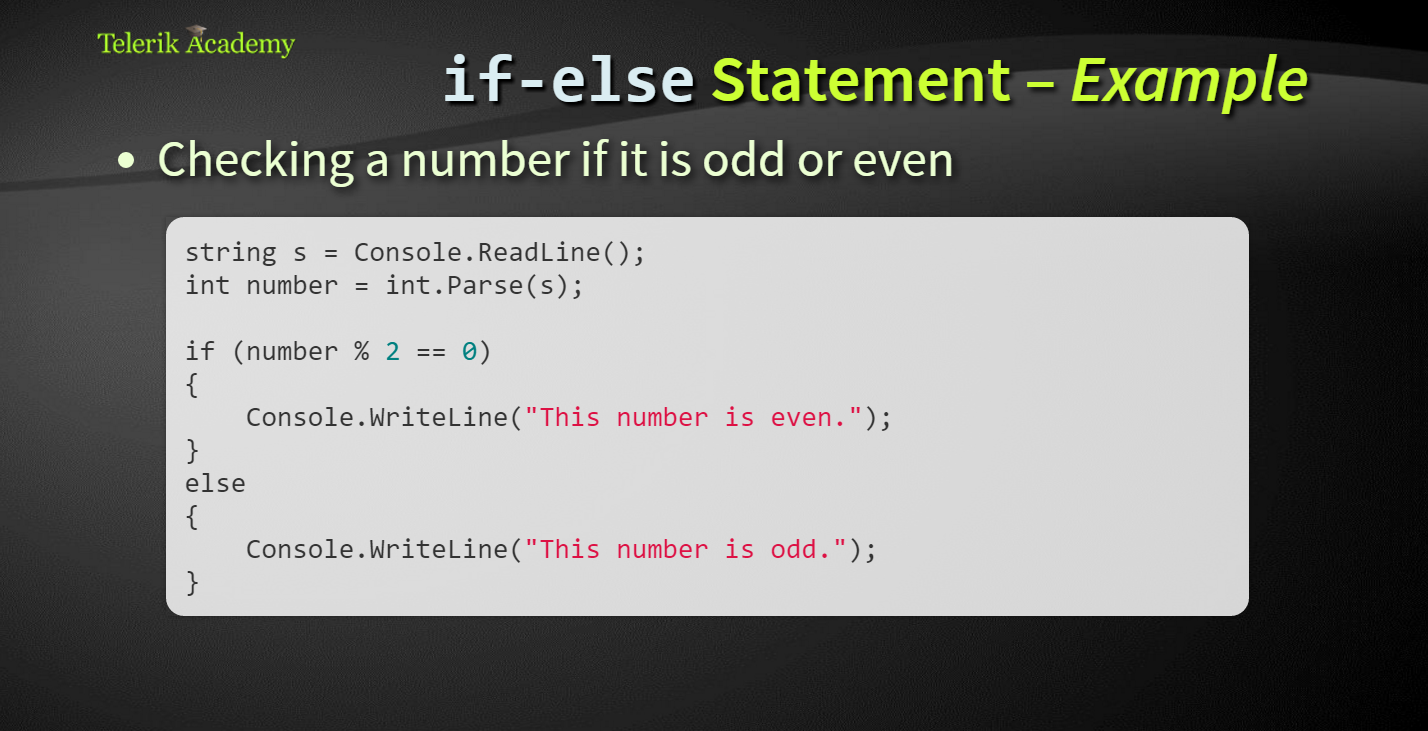 Telerik Academy
if-else Statement – Example
• Checking a number if it is odd or even
string s = Console.ReadLine();
int number = int.Parse(s);
if (number % 2 == 0)
{
    Console.WriteLine("This number is even.");
}
else
{
    Console.WriteLine("This number is odd.");
}